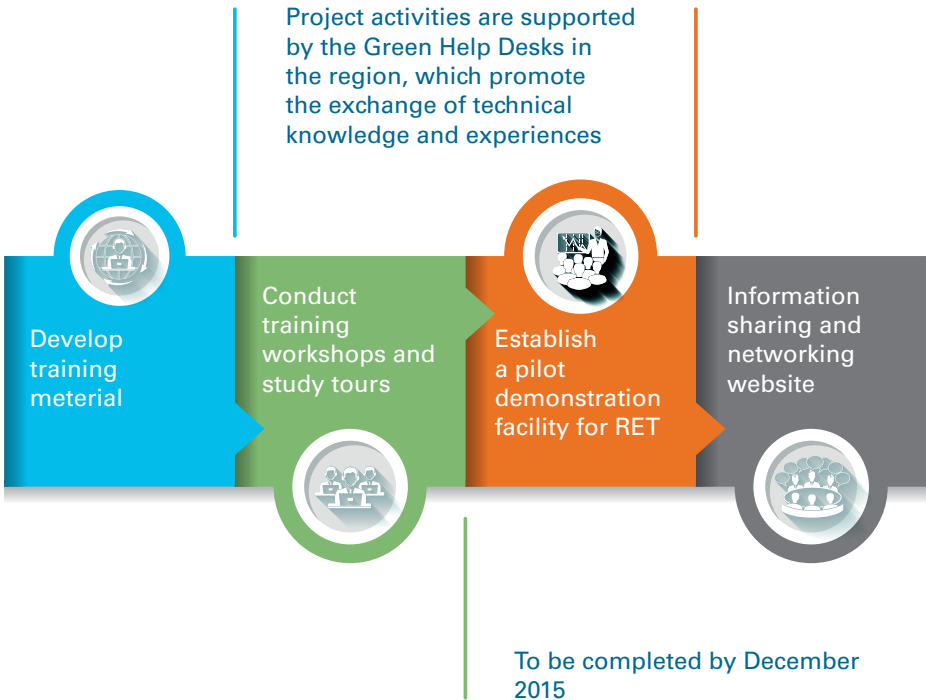 Project activities are supported
by the Green Help Desks in
the region, which promote
the exchange of technical
knowledge and experiences
Develop
training
meterial
Conduct
training
workshops and
study tours
Establish
a pilot
demonstration
facility for RET
Information
sharing and
networking
website
To be completed by December
2015